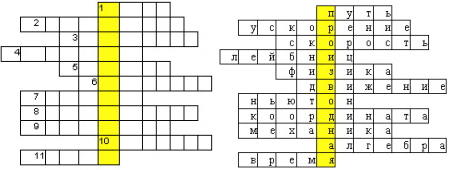 1
2
3
4
5
6
7
8
9
10
11
путь
ускорение
скорость
лейбниц
физика
движение
ньютон
координата
механика
алгебра
время